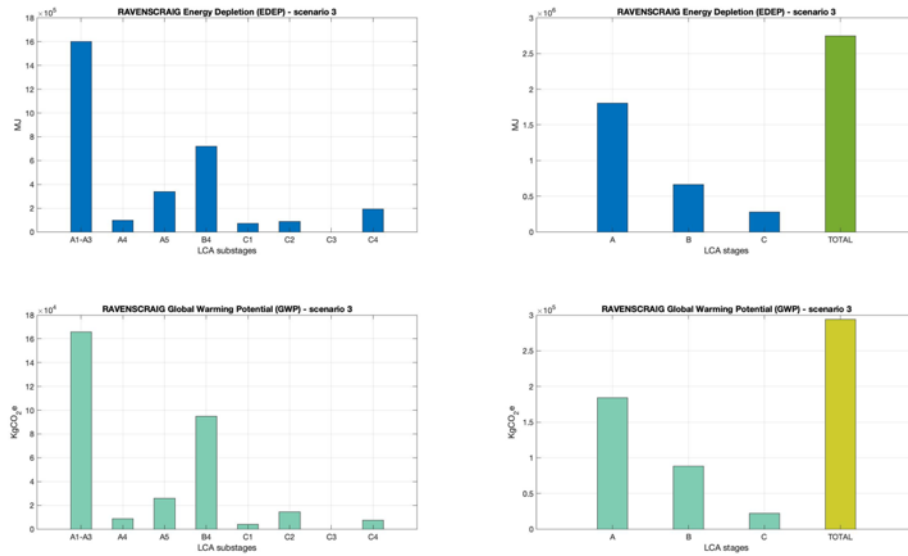 RAVENSCRAIG Energy Depletion (EDEP) - scenario 3
×10⁵
18
16
14
12
10
8
6
4
2
0
MJ
A1-A3 A4 A5 B4 C1 C2 C3 C4
LCA substages
RAVENSCRAIG Energy Depletion (EDEP) - scenario 3
×10⁶
3
2.5
2
1.5
1
0.5
0
MJ
A B C TOTAL
LCA stages
RAVENSCRAIG Global Warming Potential (GWP) - scenario 3
×10⁴
18
16
14
12
10
8
6
4
2
0
KgCO₂e
A1-A3 A4 A5 B4 C1 C2 C3 C4
LCA substages
RAVENSCRAIG Global Warming Potential (GWP) - scenario 3
×10⁵
3
2.5
2
1.5
1
0.5
0
KgCO₂e
A B C TOTAL
LCA stages